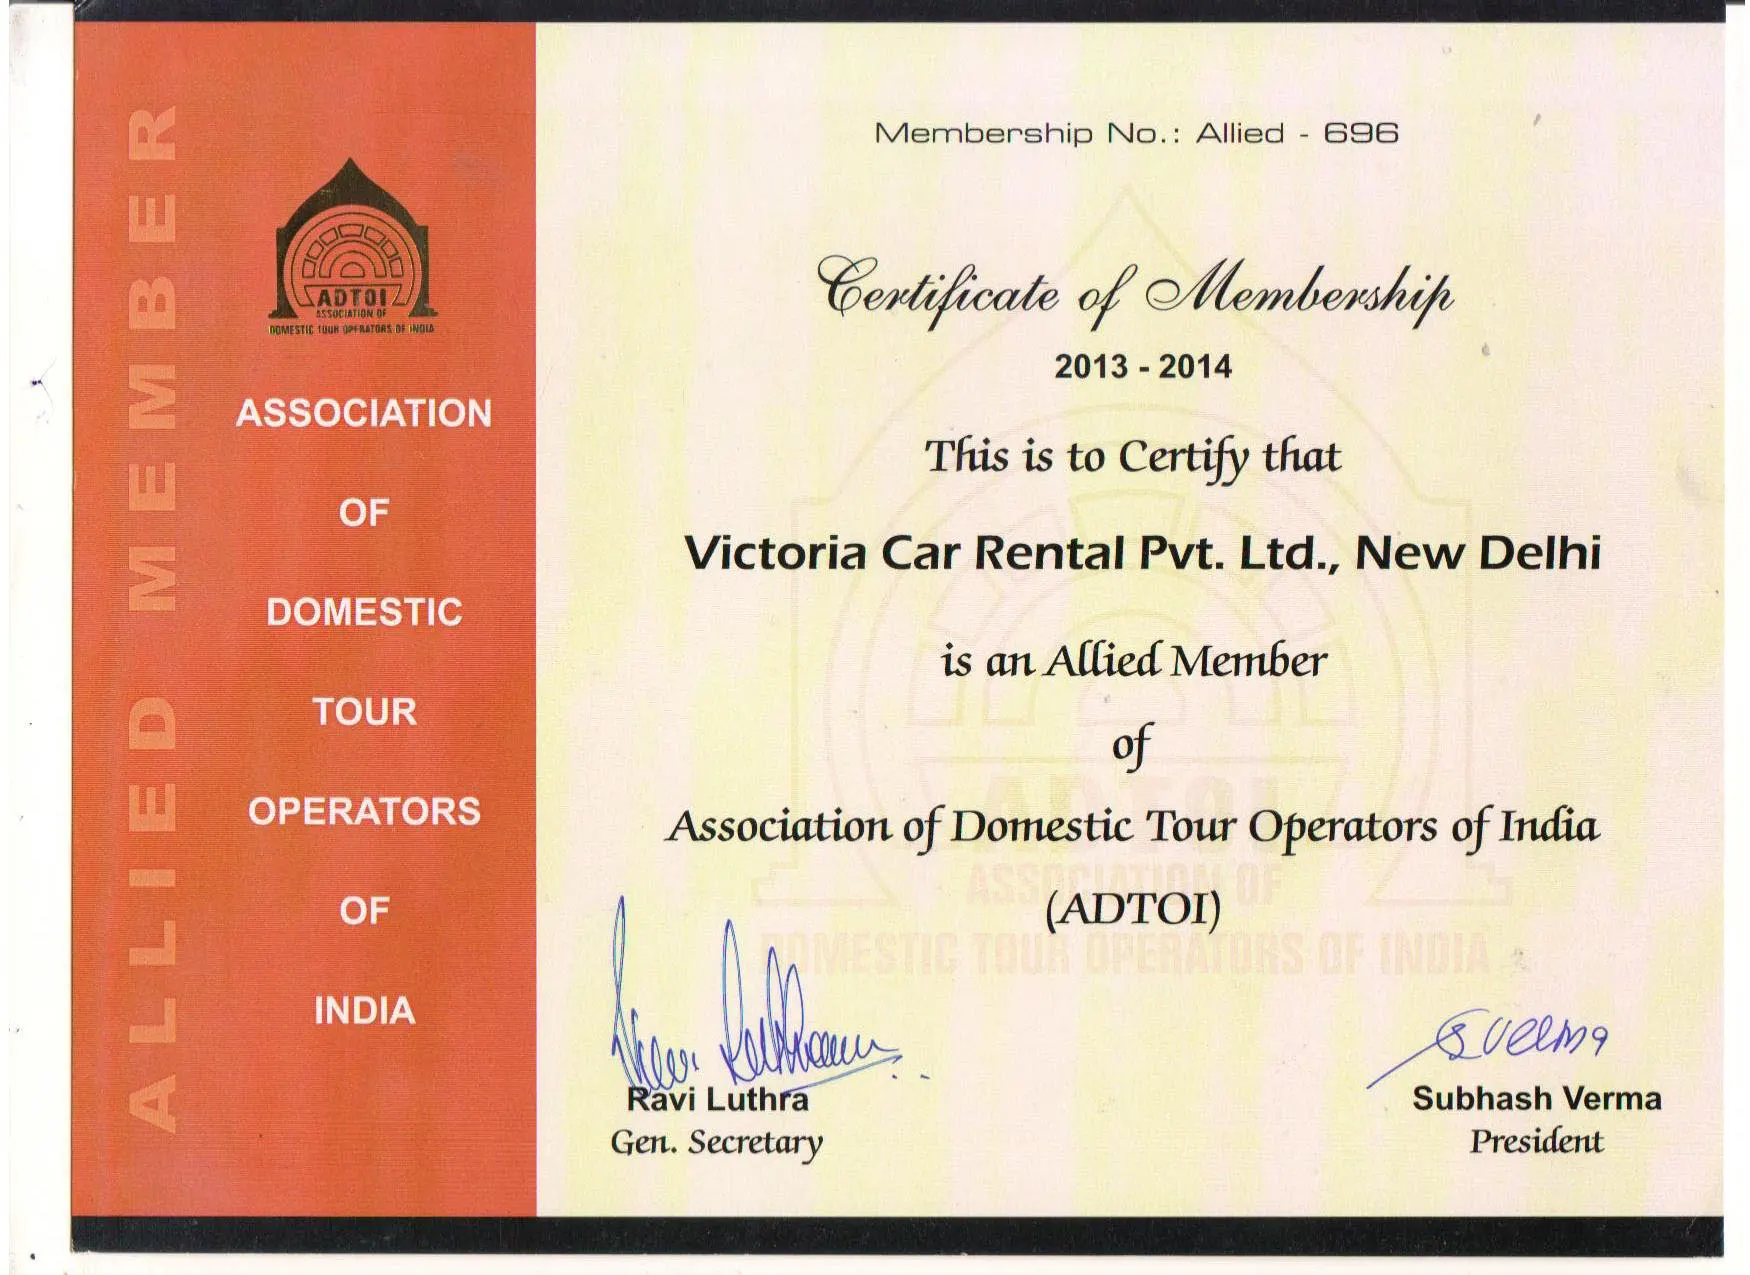 ALLIED MEMBER
ADTOI
ASSOCIATION OF
DOMESTIC TOUR OPERATORS OF INDIA
ASSOCIATION
OF
DOMESTIC
TOUR
OPERATORS
OF
INDIA
Membership No.: Allied - 696
Certificate of Membership
2013 - 2014
This is to Certify that
Victoria Car Rental Pvt. Ltd., New Delhi
is an Allied Member
of
Association of Domestic Tour Operators of India
(ADTOI)
ADTOI
ASSOCIATION OF
DOMESTIC TOUR OPERATORS OF INDIA
SVerma
Ravi Luthra
Gen. Secretary
Subhash Verma
President